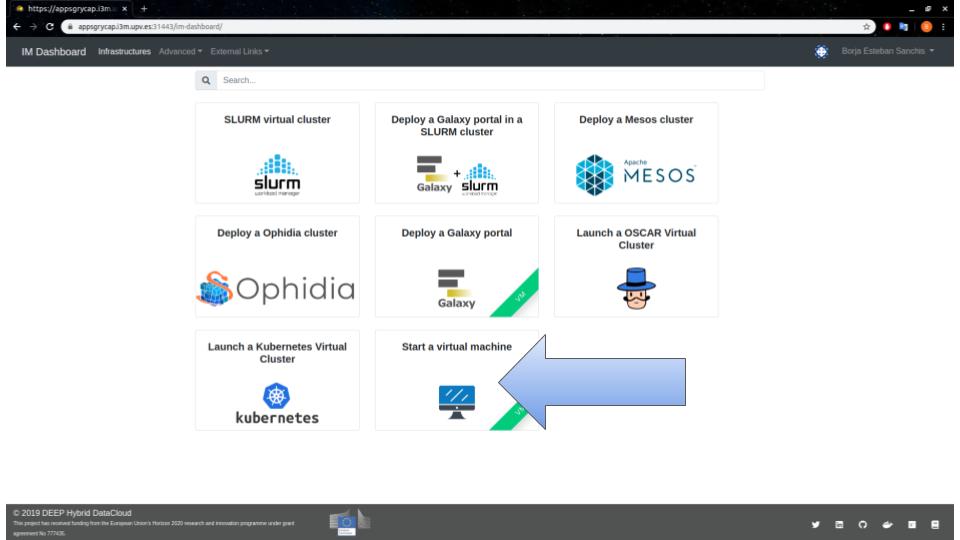 https://appsgrycap.i3m.u
appsgrycap.i3m.upv.es:31443/im-dashboard/
IM Dashboard Infrastructures Advanced External Links Borja Esteban Sanchis
Search...
SLURM virtual cluster
slurm
workload manager
Deploy a Galaxy portal in a
SLURM cluster
Galaxy
+
slurm
workload manager
Deploy a Mesos cluster
Apache
MESOS
Deploy a Ophidia cluster
Ophidia
Deploy a Galaxy portal
Galaxy
VM
Launch a OSCAR Virtual
Cluster
Launch a Kubernetes Virtual
Cluster
kubernetes
Start a virtual machine
VM
© 2019 DEEP Hybrid DataCloud
This project has received funding from the European Union's Horizon 2020 research and innovation programme under grant
agreement No 777435.